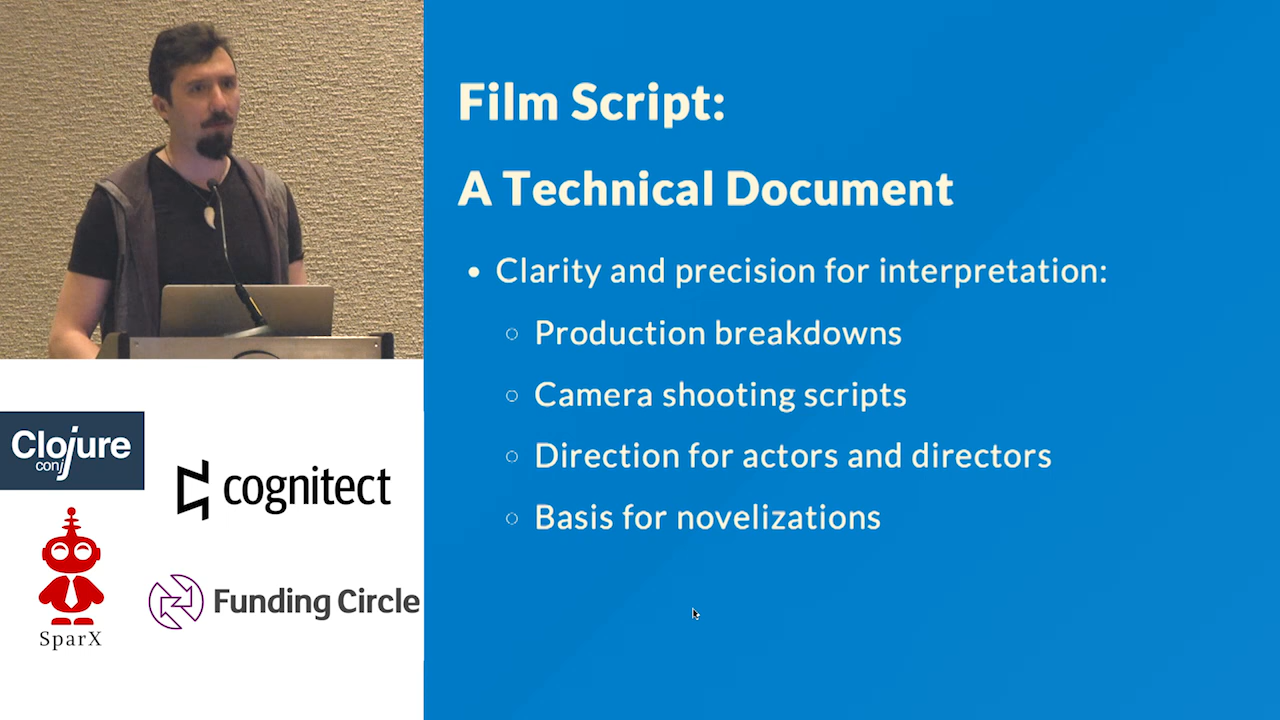 Film Script:
A Technical Document
• Clarity and precision for interpretation:
○ Production breakdowns
○ Camera shooting scripts
○ Direction for actors and directors
○ Basis for novelizations
Clojure
conj
cognitect
SparX
Funding Circle